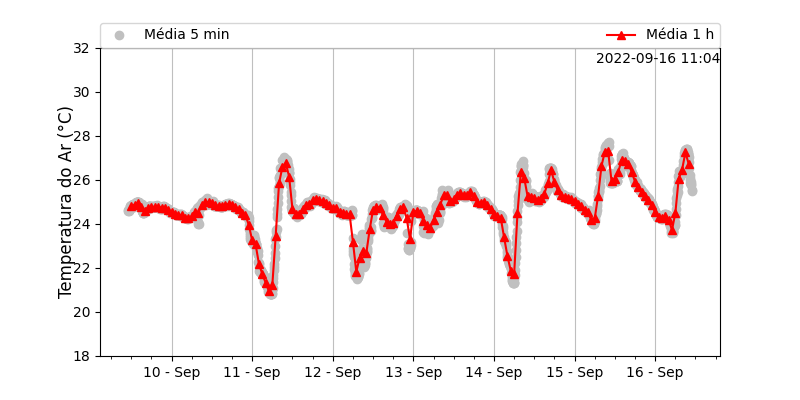 Média 5 min
Média 1 h
2022-09-16 11:04
Temperatura do Ar (°C)
32
30
28
26
24
22
20
18
10 - Sep
11 - Sep
12 - Sep
13 - Sep
14 - Sep
15 - Sep
16 - Sep